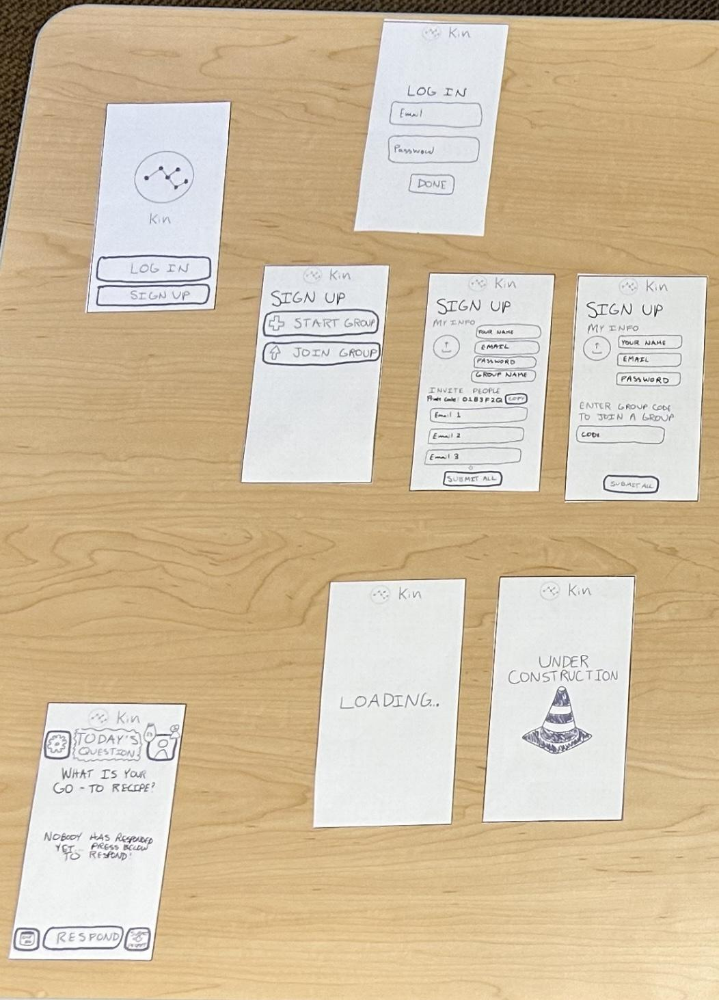 Kin
LOG IN
Email
Password
DONE
Kin
LOG IN
SIGN UP
Kin
SIGN UP
START GROUP
JOIN GROUP
Kin
SIGN UP
MY INFO
YOUR NAME
EMAIL
PASSWORD
GROUP NAME
INVITE PEOPLE
Code: 01B3F2Q COPY
Email 1
Email 2
Email 3
SUBMIT ALL
Kin
SIGN UP
MY INFO
YOUR NAME
EMAIL
PASSWORD
ENTER GROUP CODE
TO JOIN A GROUP
CODE
SUBMIT ALL
Kin
LOADING...
Kin
UNDER
CONSTRUCTION
Kin
TODAY'S
QUESTION
WHAT IS YOUR
GO-TO RECIPE?
NOBODY HAS RESPONDED
YET... PRESS BELOW
TO RESPOND!
RESPOND